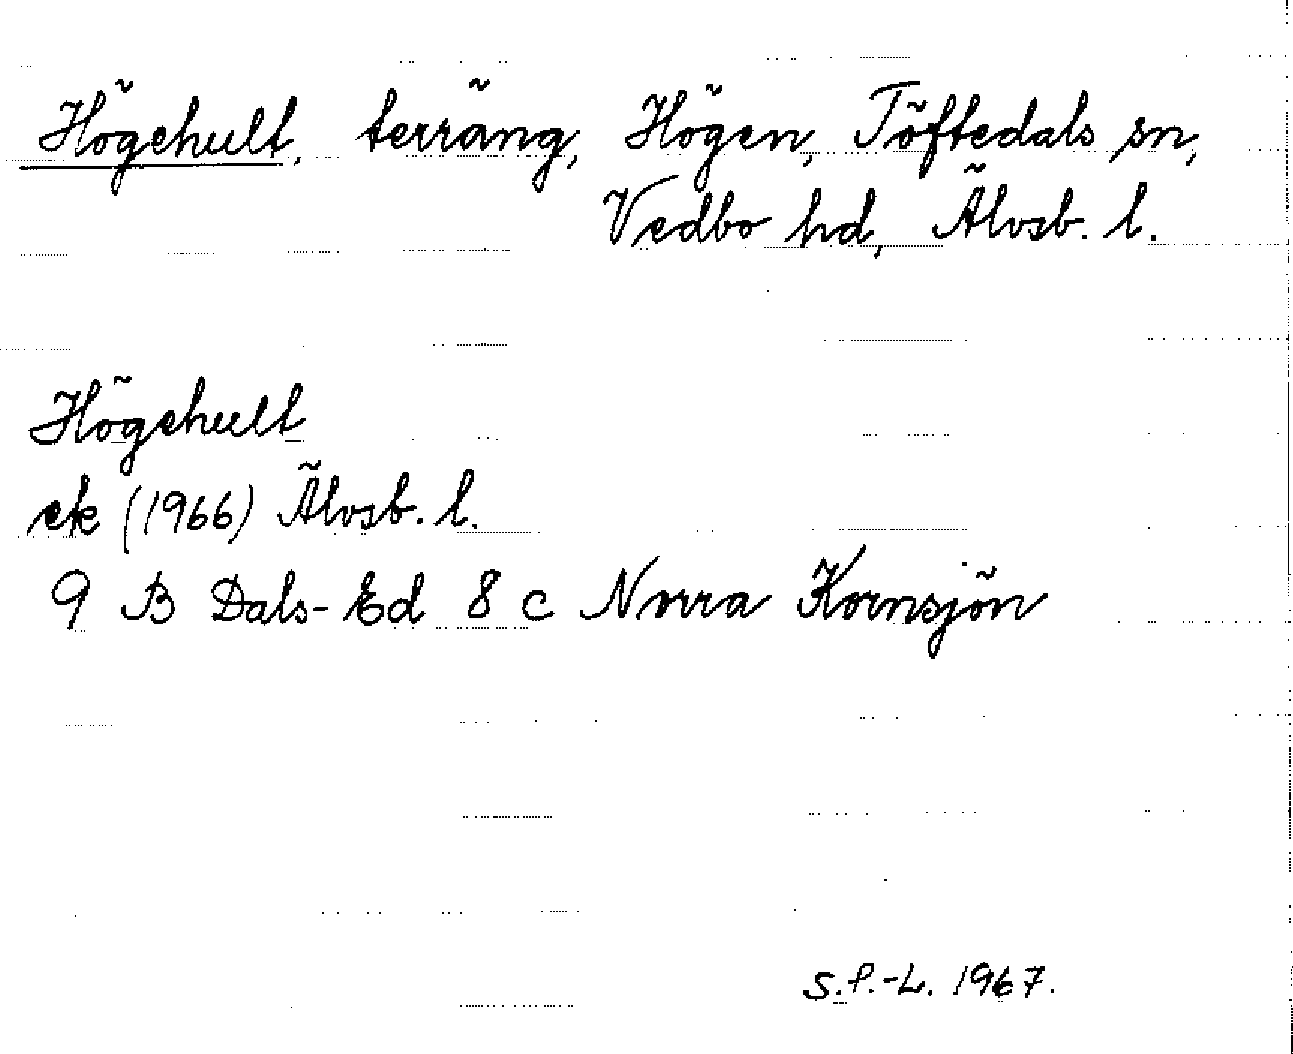 Högehult, terräng, Högen, Töftedals sn,
Vedbo hd, Älvsb. l.
Högehult
ek (1966) Älvsb. l.
9 B Dals-Ed 8 c Norra Kornsjön
S.P.-L. 1967.